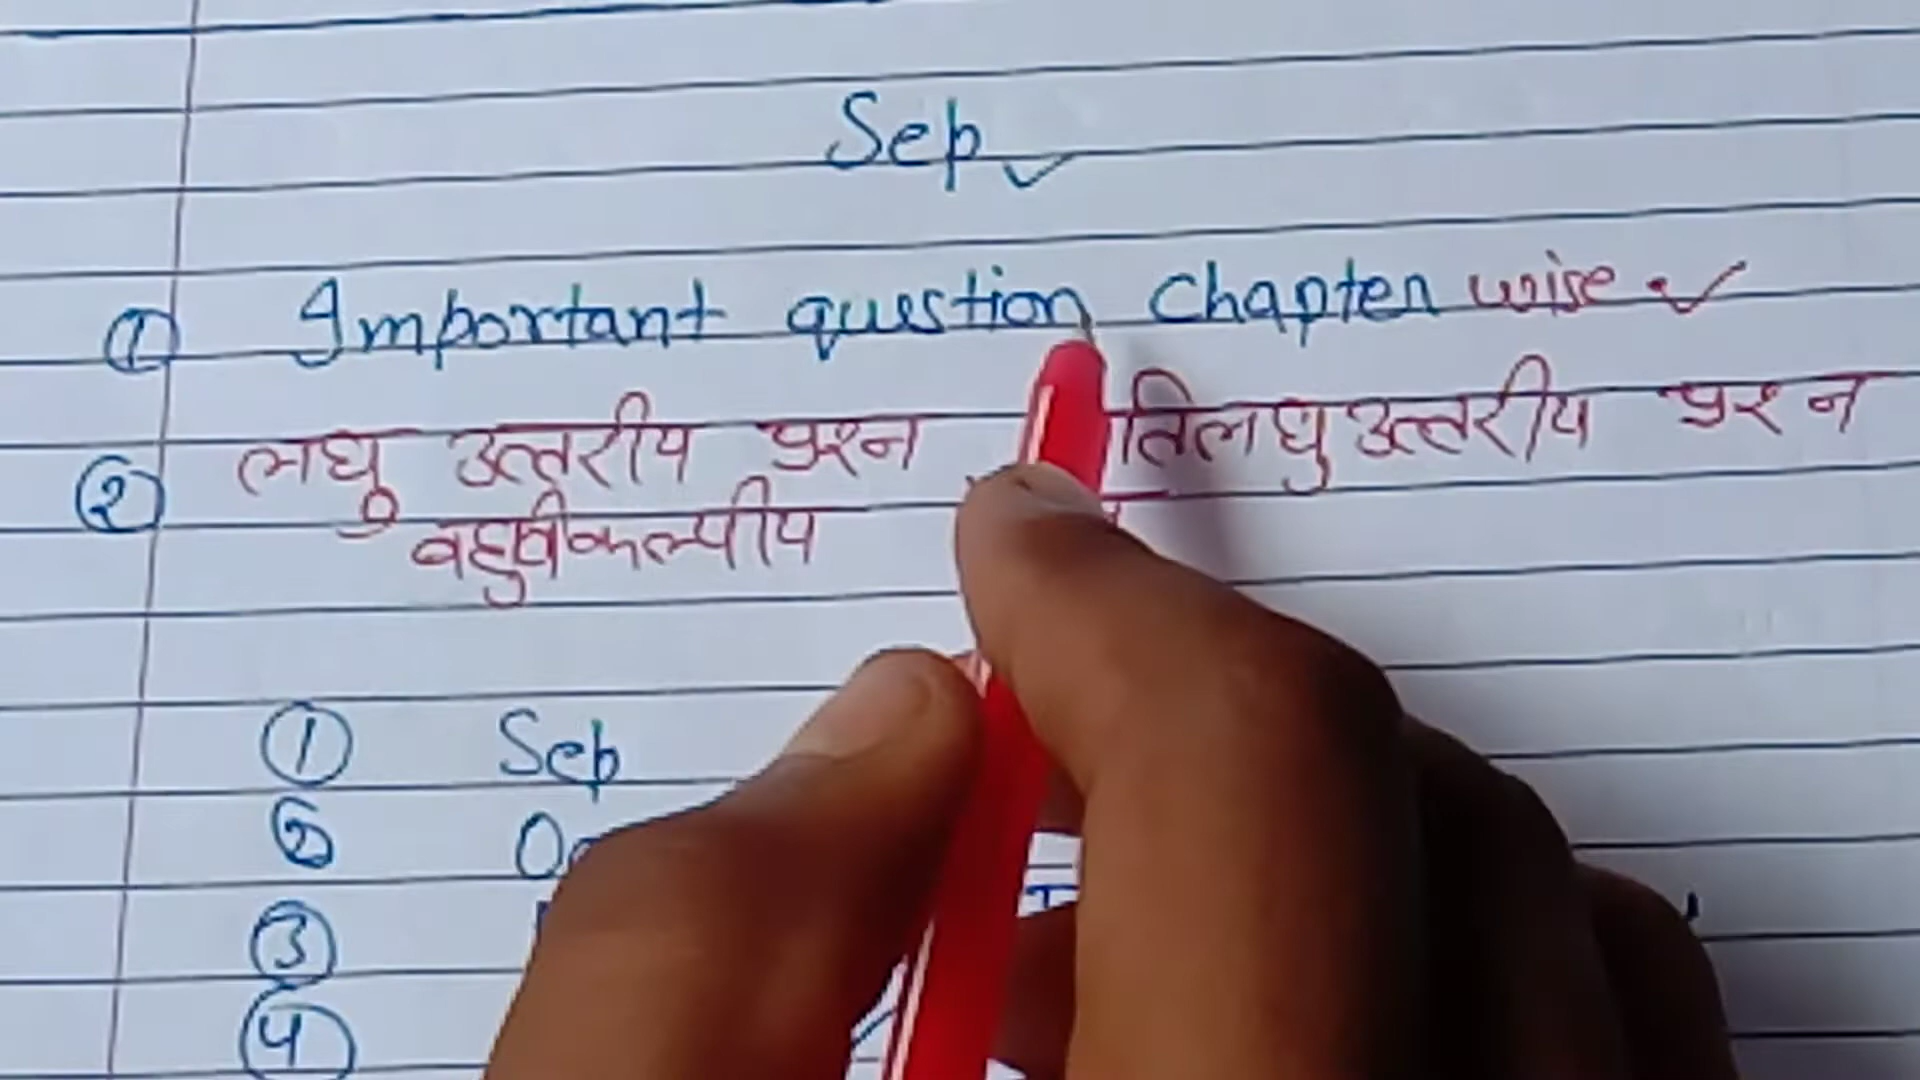 Sep
① Important question Chapter wise
② लघु उत्तरीय प्रश्न तिलघु उत्तरीय प्रश्न
बहुविकल्पीय
① Sep
②
③
④